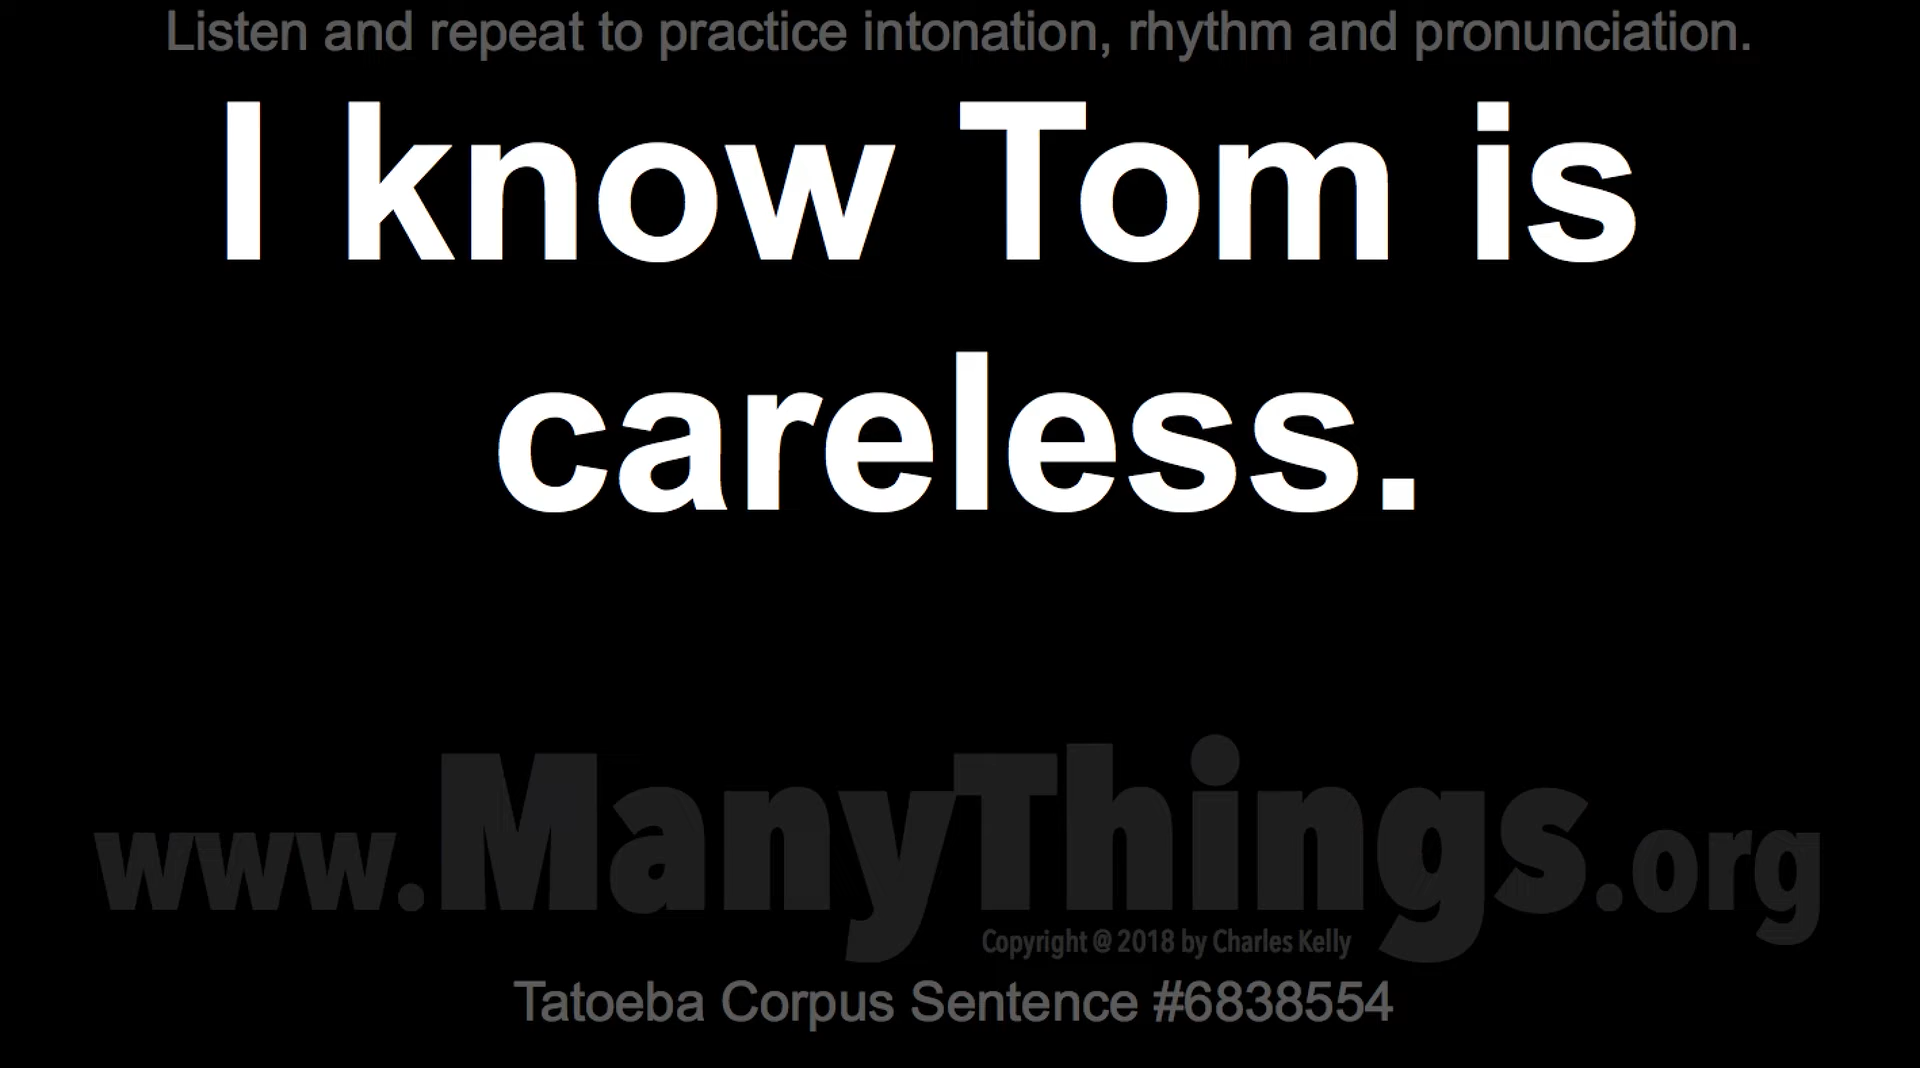 Listen and repeat to practice intonation, rhythm and pronunciation.
I know Tom is
careless.
www.ManyThings.org
Copyright @ 2018 by Charles Kelly
Tatoeba Corpus Sentence #6838554